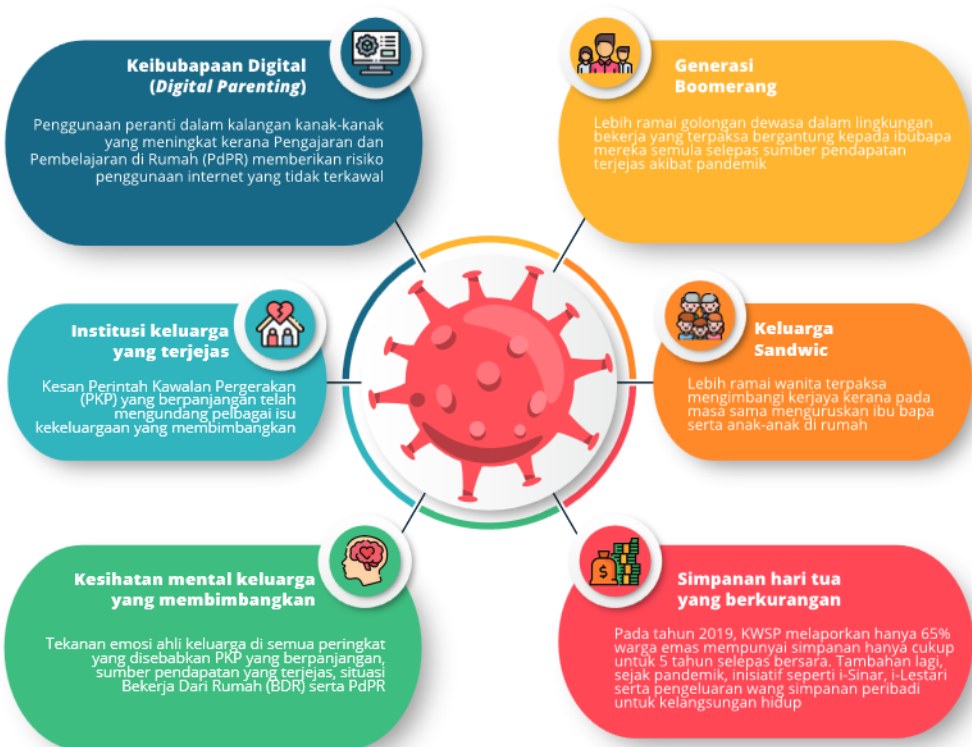 Keibubapaan Digital
(Digital Parenting)
Penggunaan peranti dalam kalangan kanak-kanak
yang meningkat kerana Pengajaran dan
Pembelajaran di Rumah (PdPR) memberikan risiko
penggunaan internet yang tidak terkawal
Generasi
Boomerang
Lebih ramai golongan dewasa dalam lingkungan
bekerja yang terpaksa bergantung kepada ibubapa
mereka semula selepas sumber pendapatan
terjejas akibat pandemik
Institusi keluarga
yang terjejas
Kesan Perintah Kawalan Pergerakan
(PKP) yang berpanjangan telah
mengundang pelbagai isu
kekeluargaan yang membimbangkan
Keluarga
Sandwic
Lebih ramai wanita terpaksa
mengimbangi kerjaya kerana pada
masa sama menguruskan ibu bapa
serta anak-anak di rumah
Kesihatan mental keluarga
yang membimbangkan
Tekanan emosi ahli keluarga di semua peringkat
yang disebabkan PKP yang berpanjangan,
sumber pendapatan yang terjejas, situasi
Bekerja Dari Rumah (BDR) serta PdPR
Simpanan hari tua
yang berkurangan
Pada tahun 2019, KWSP melaporkan hanya 65%
warga emas mempunyai simpanan hanya cukup
untuk 5 tahun selepas bersara. Tambahan lagi,
sejak pandemik, inisiatif seperti i-Sinar, i-Lestari
serta pengeluaran wang simpanan peribadi
untuk kelangsungan hidup